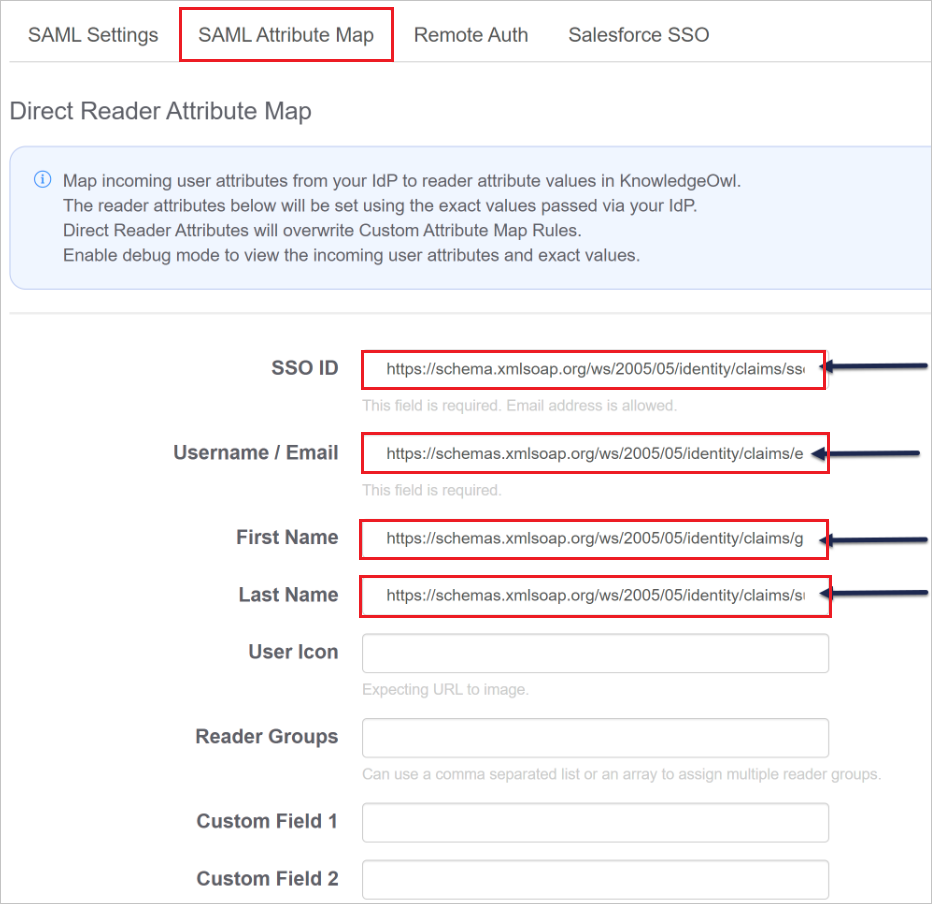 SAML Settings SAML Attribute Map Remote Auth Salesforce SSO
Direct Reader Attribute Map
Map incoming user attributes from your IdP to reader attribute values in KnowledgeOwl.
The reader attributes below will be set using the exact values passed via your IdP.
Direct Reader Attributes will overwrite Custom Attribute Map Rules.
Enable debug mode to view the incoming user attributes and exact values.
SSO ID https://schema.xmlsoap.org/ws/2005/05/identity/claims/sso
This field is required. Email address is allowed.
Username / Email https://schemas.xmlsoap.org/ws/2005/05/identity/claims/e
This field is required.
First Name https://schemas.xmlsoap.org/ws/2005/05/identity/claims/g
Last Name https://schemas.xmlsoap.org/ws/2005/05/identity/claims/su
User Icon
Expecting URL to image.
Reader Groups
Can use a comma separated list or an array to assign multiple reader groups.
Custom Field 1
Custom Field 2